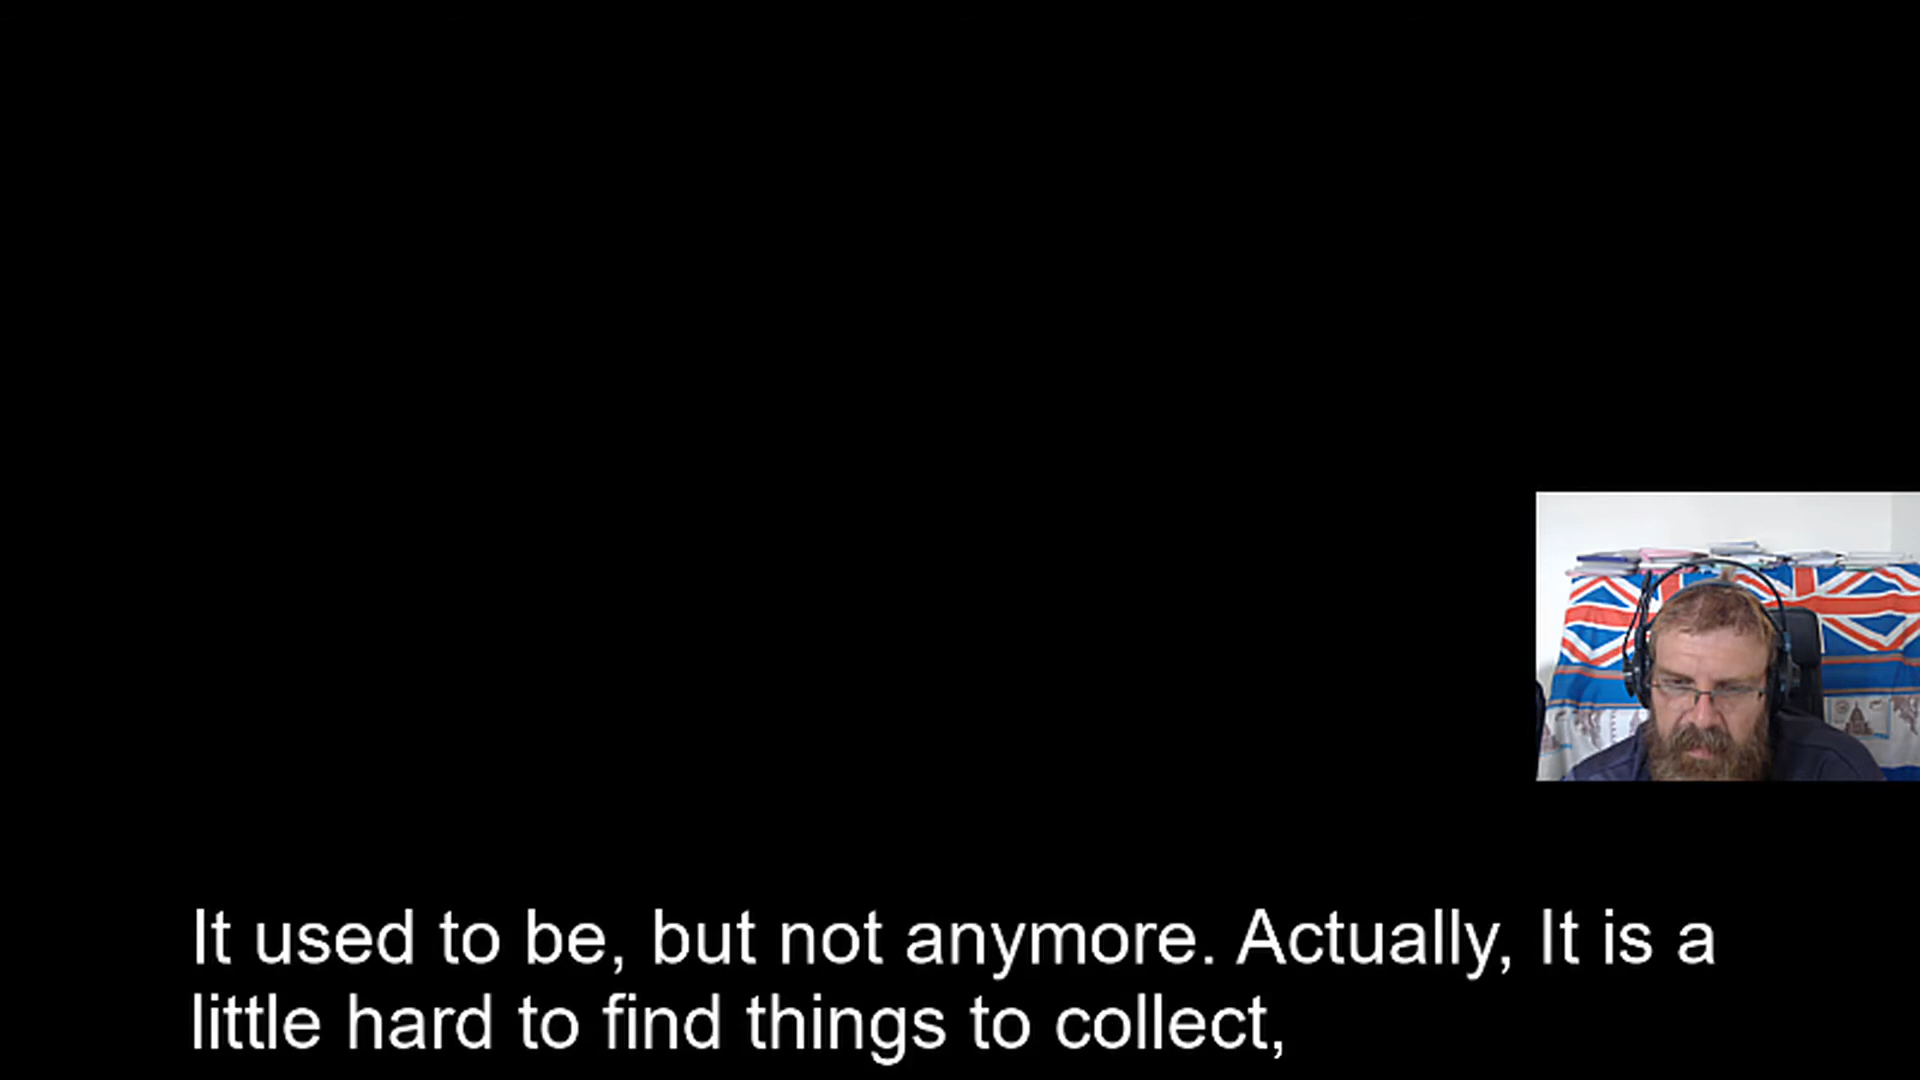 It used to be, but not anymore. Actually, It is a
little hard to find things to collect,